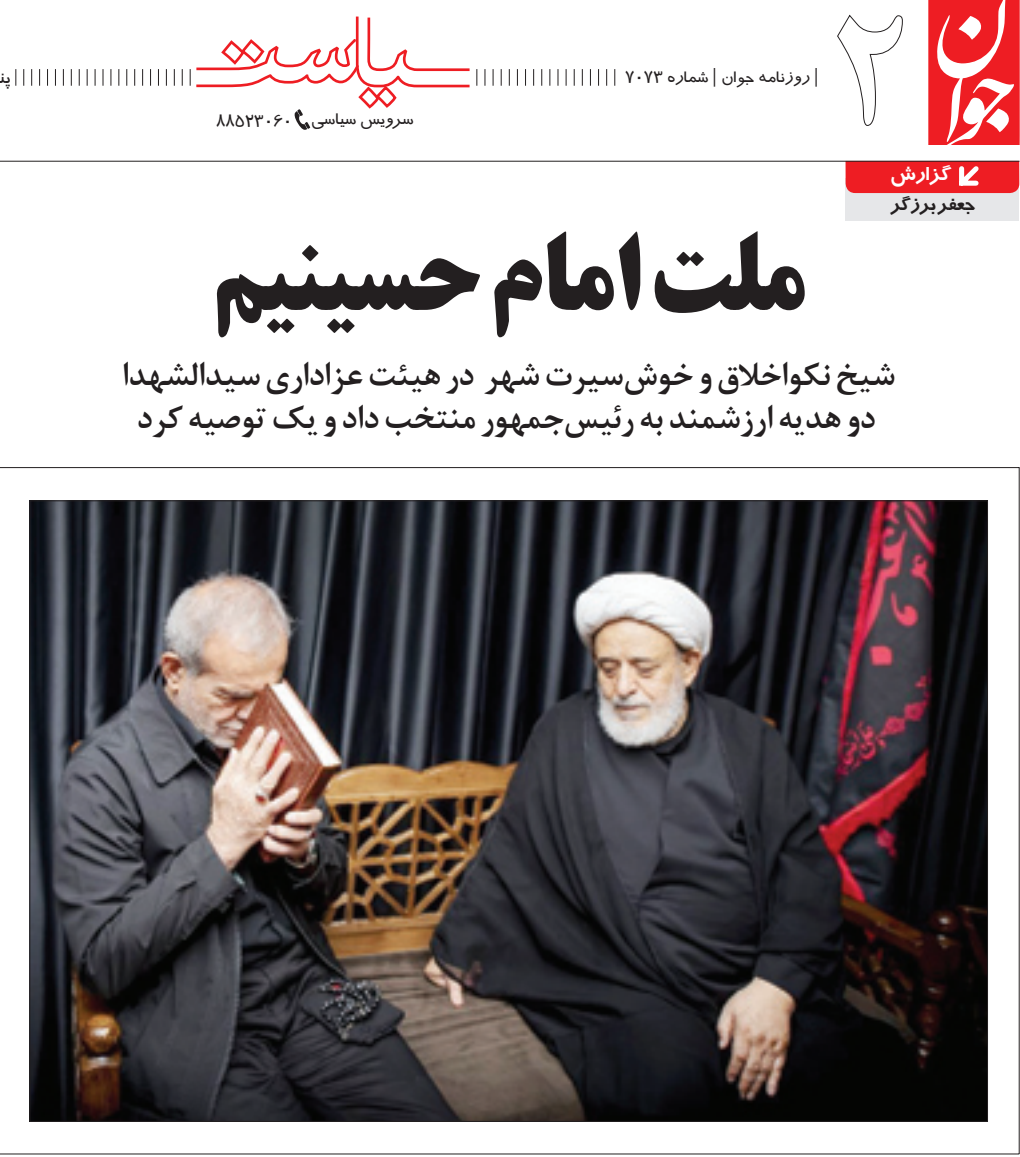 جوان
۲
| روزنامه جوان | شماره ۷۰۷۳
سیاست
سرویس سیاسی ۸۸۵۲۳۰۶۰
گزارش
جعفر برزگر
ملت امام حسینیم
شیخ نکواخلاق و خوش‌سیرت شهر در هیئت عزاداری سیدالشهدا
دو هدیه ارزشمند به رئیس‌جمهور منتخب داد و یک توصیه کرد